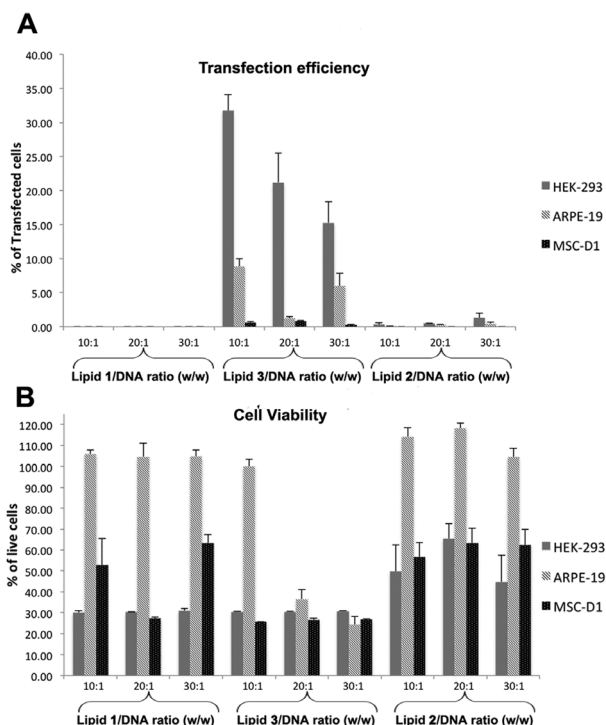 A
Transfection efficiency
% of Transfected cells
40.00
35.00
30.00
25.00
20.00
15.00
10.00
5.00
0.00
10:1 20:1 30:1 10:1 20:1 30:1 10:1 20:1 30:1
Lipid 1/DNA ratio (w/w) Lipid 3/DNA ratio (w/w) Lipid 2/DNA ratio (w/w)
HEK-293
ARPE-19
MSC-D1
B
Cell Viability
% of live cells
120.00
110.00
100.00
90.00
80.00
70.00
60.00
50.00
40.00
30.00
20.00
10.00
0.00
10:1 20:1 30:1 10:1 20:1 30:1 10:1 20:1 30:1
Lipid 1/DNA ratio (w/w) Lipid 3/DNA ratio (w/w) Lipid 2/DNA ratio (w/w)
HEK-293
ARPE-19
MSC-D1